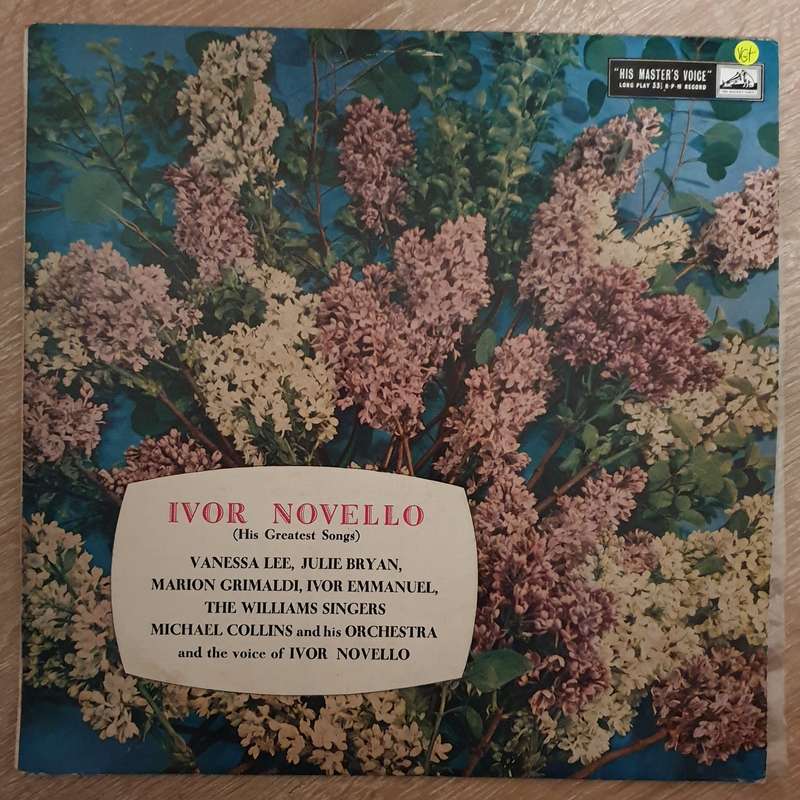 VG+
"HIS MASTER'S VOICE"
LONG PLAY 33⅓ R·P·M RECORD
IVOR NOVELLO
(His Greatest Songs)
VANESSA LEE, JULIE BRYAN,
MARION GRIMALDI, IVOR EMMANUEL,
THE WILLIAMS SINGERS
MICHAEL COLLINS and his ORCHESTRA
and the voice of IVOR NOVELLO